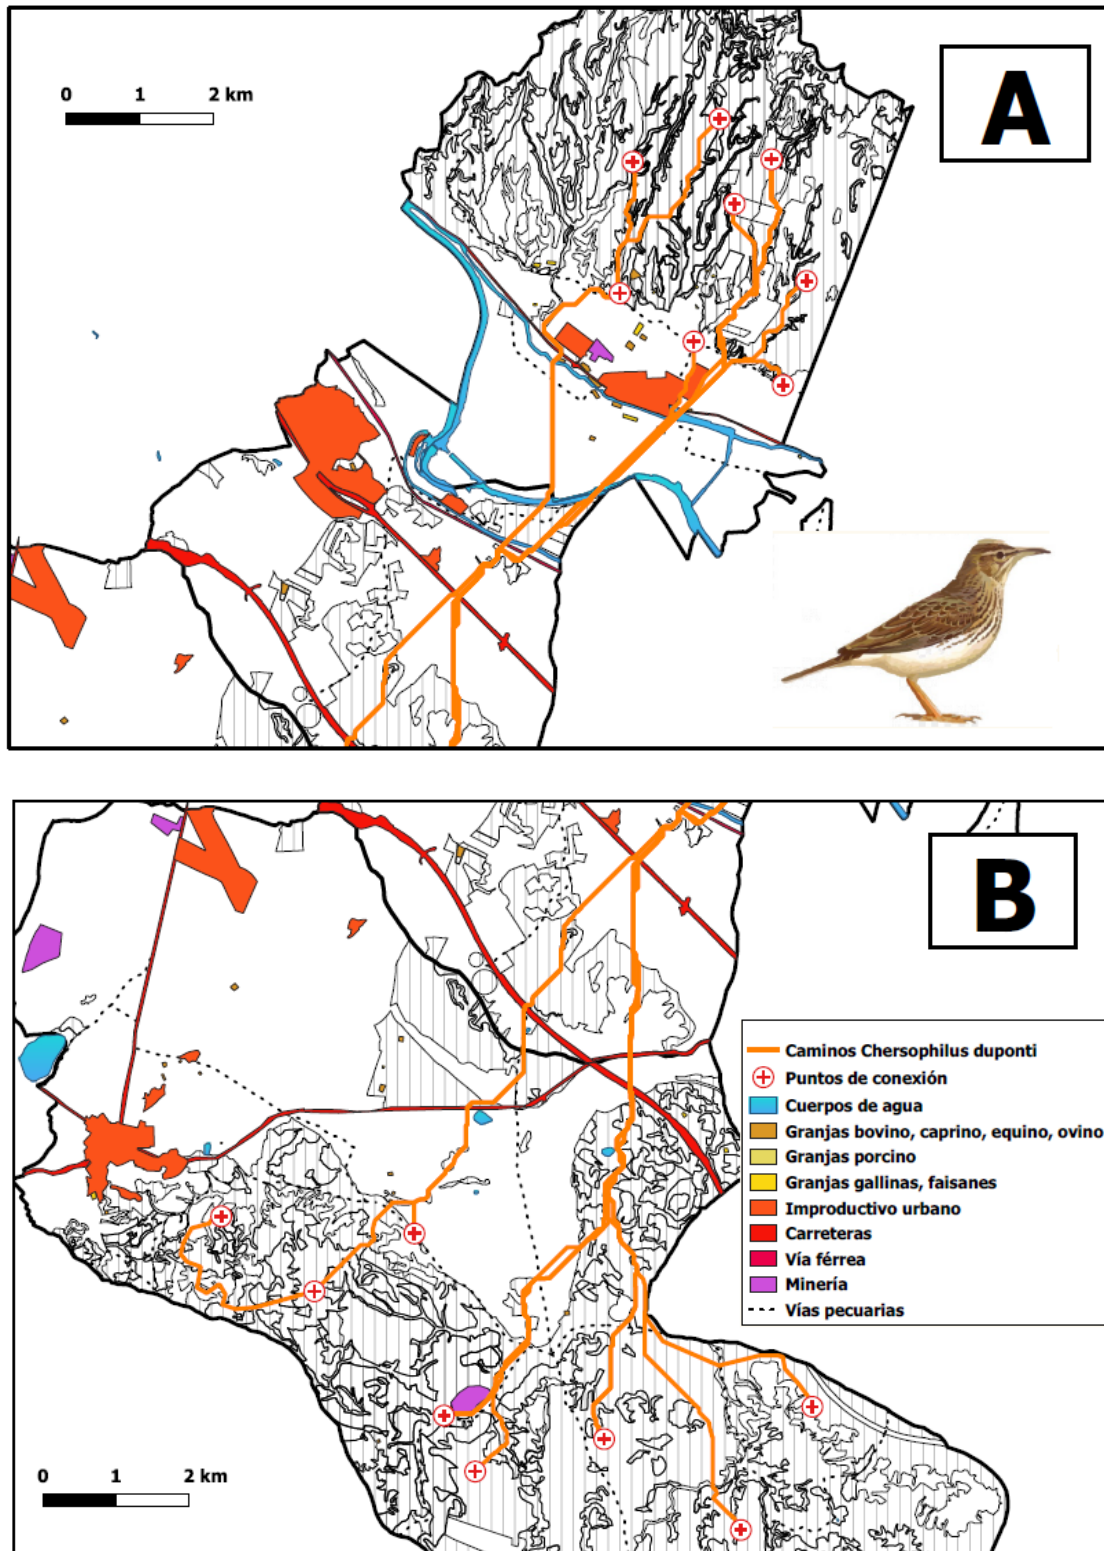 0 1 2 km
A
B
Caminos Chersophilus duponti
Puntos de conexión
Cuerpos de agua
Granjas bovino, caprino, equino, ovino
Granjas porcino
Granjas gallinas, faisanes
Improductivo urbano
Carreteras
Vía férrea
Minería
Vías pecuarias
0 1 2 km